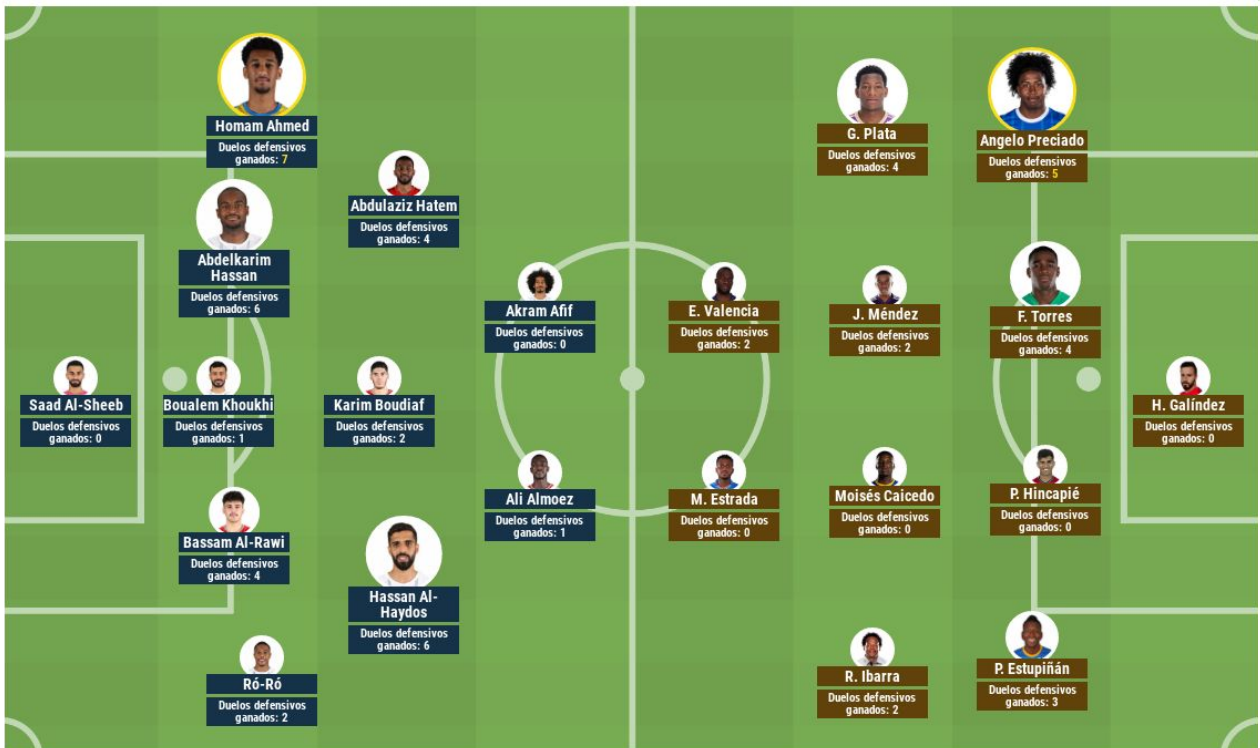 Homam Ahmed
Duelos defensivos
ganados: 7
Abdelkarim
Hassan
Duelos defensivos
ganados: 6
Abdulaziz Hatem
Duelos defensivos
ganados: 4
Saad Al-Sheeb
Duelos defensivos
ganados: 0
Boualem Khoukhi
Duelos defensivos
ganados: 1
Karim Boudiaf
Duelos defensivos
ganados: 2
Bassam Al-Rawi
Duelos defensivos
ganados: 4
Hassan Al-
Haydos
Duelos defensivos
ganados: 6
Ró-Ró
Duelos defensivos
ganados: 2
Akram Afif
Duelos defensivos
ganados: 0
Ali Almoez
Duelos defensivos
ganados: 1
E. Valencia
Duelos defensivos
ganados: 2
M. Estrada
Duelos defensivos
ganados: 0
G. Plata
Duelos defensivos
ganados: 4
J. Méndez
Duelos defensivos
ganados: 2
Moisés Caicedo
Duelos defensivos
ganados: 0
R. Ibarra
Duelos defensivos
ganados: 2
Angelo Preciado
Duelos defensivos
ganados: 5
F. Torres
Duelos defensivos
ganados: 4
P. Hincapié
Duelos defensivos
ganados: 0
P. Estupiñán
Duelos defensivos
ganados: 3
H. Galíndez
Duelos defensivos
ganados: 0